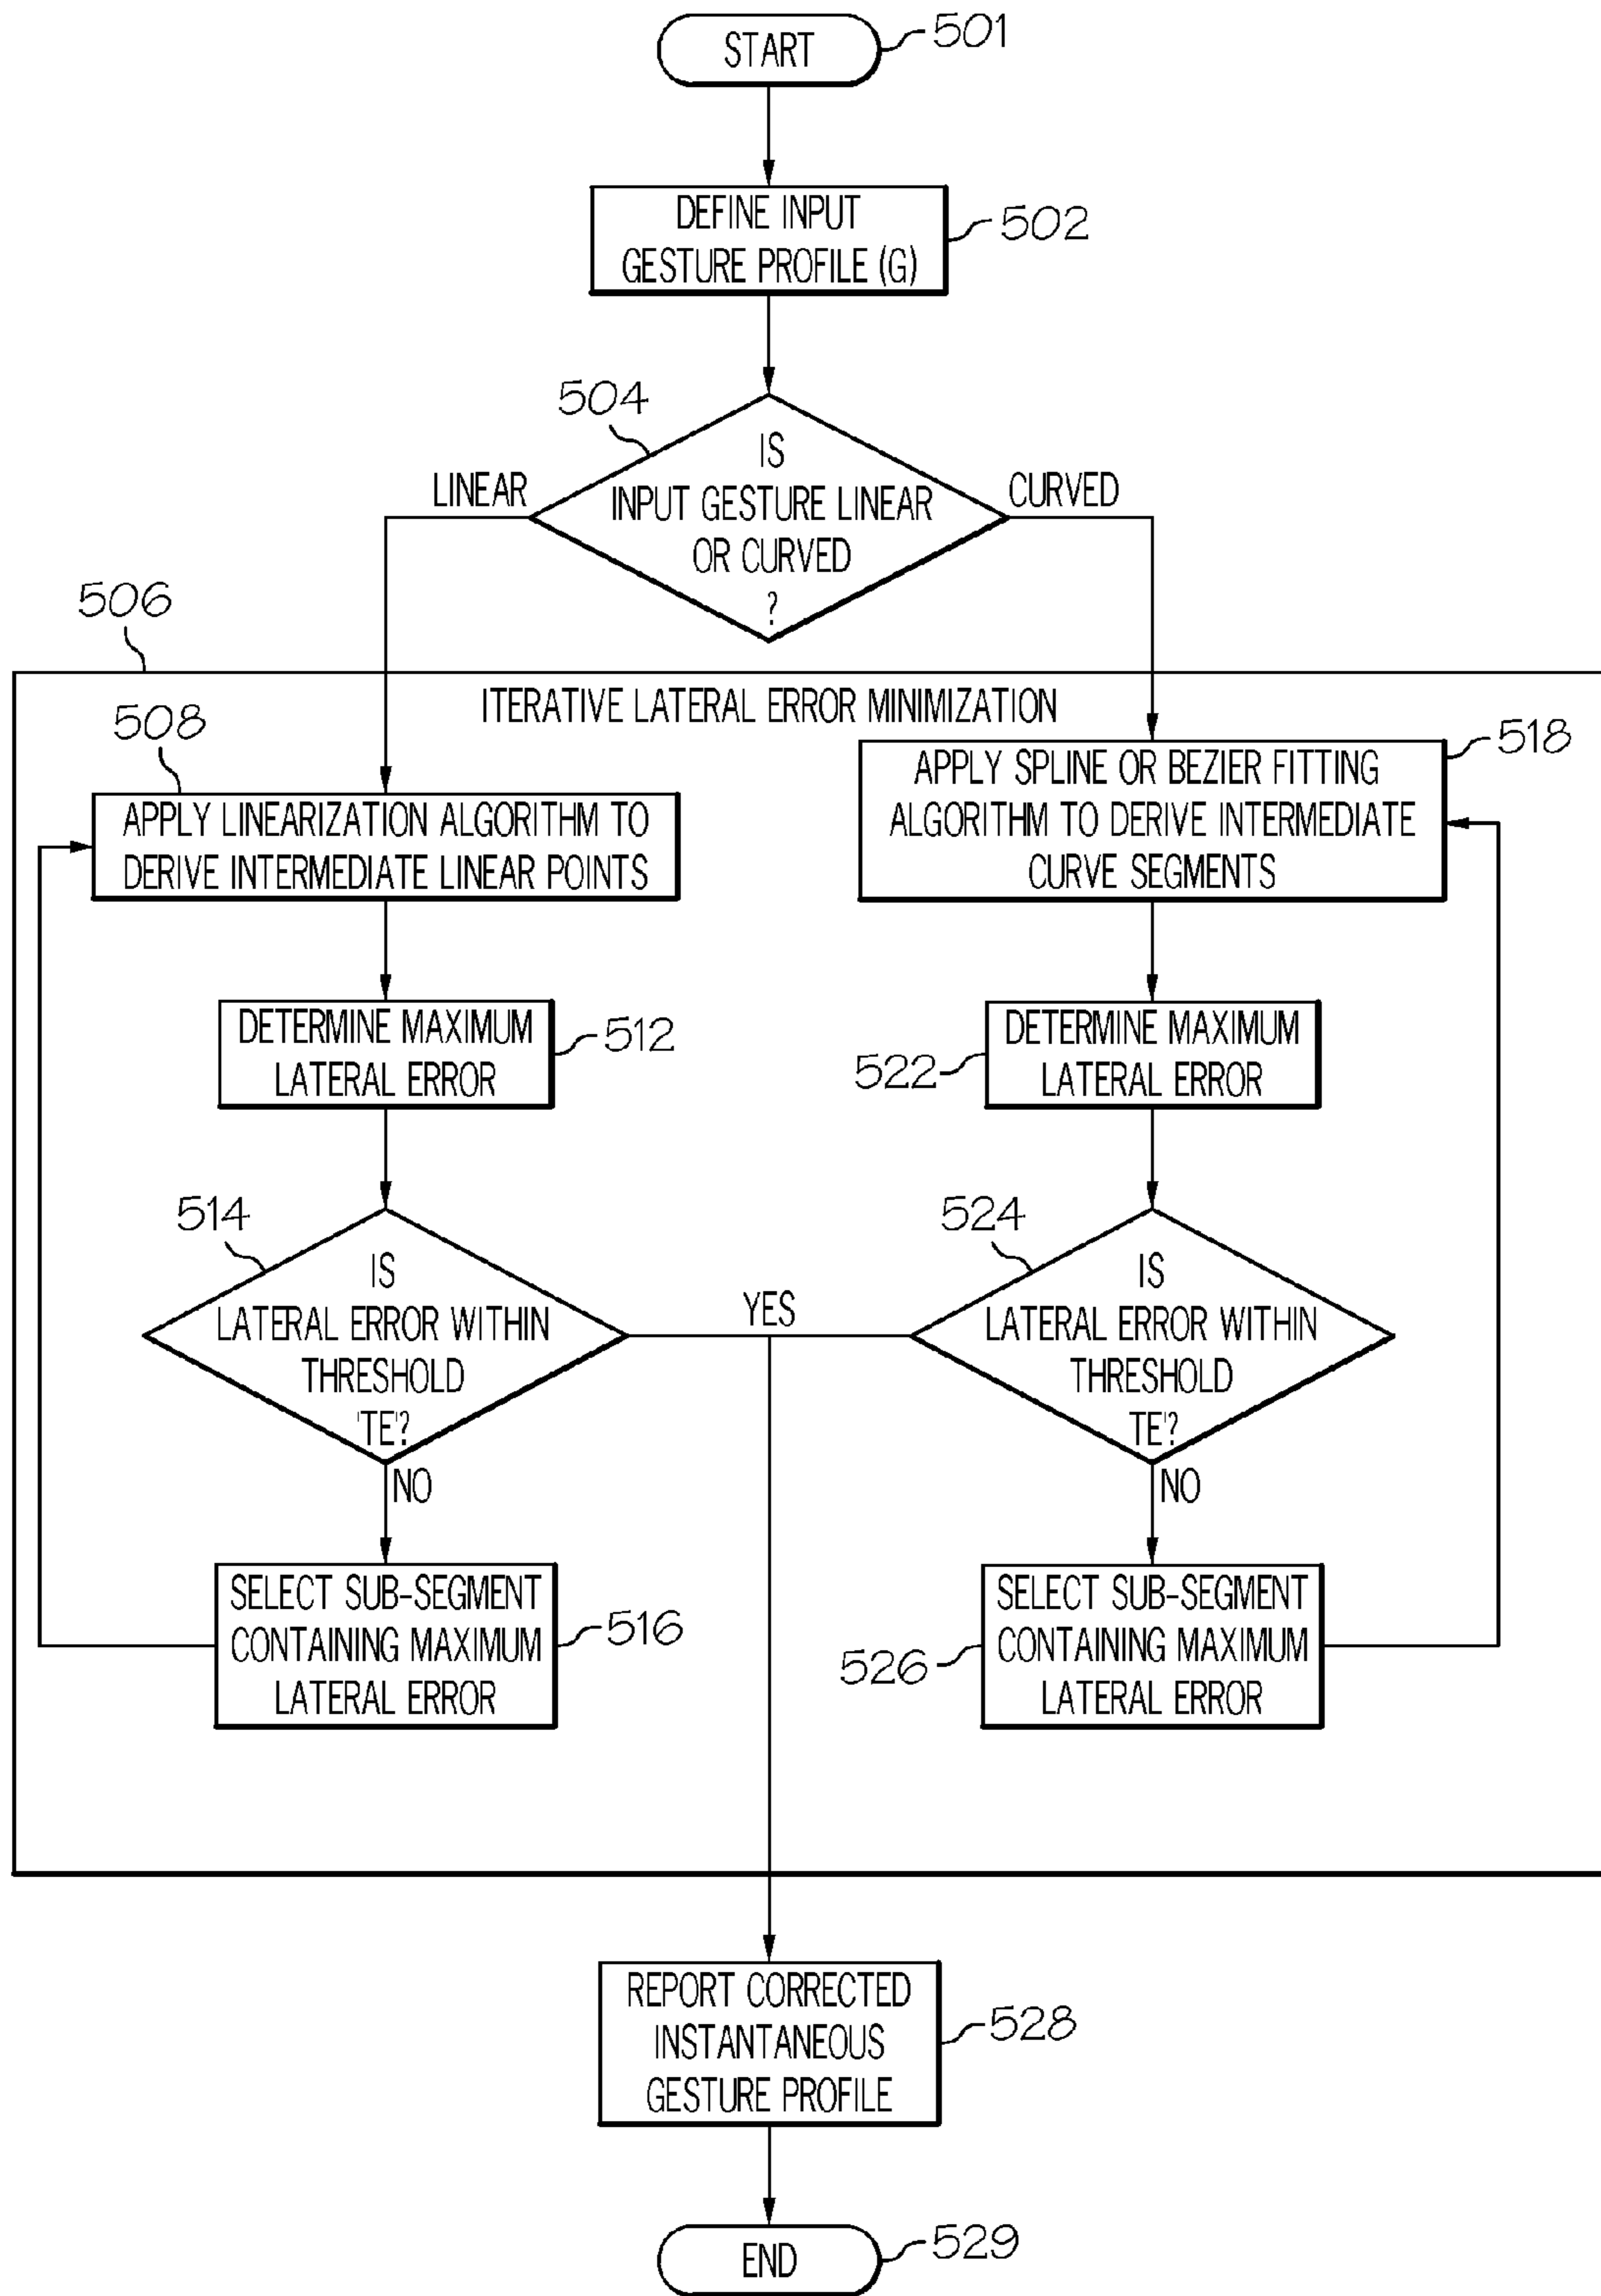 START
501
DEFINE INPUT
GESTURE PROFILE (G)
502
504
IS
INPUT GESTURE LINEAR
OR CURVED
?
LINEAR
CURVED
506
ITERATIVE LATERAL ERROR MINIMIZATION
508
APPLY LINEARIZATION ALGORITHM TO
DERIVE INTERMEDIATE LINEAR POINTS
518
APPLY SPLINE OR BEZIER FITTING
ALGORITHM TO DERIVE INTERMEDIATE
CURVE SEGMENTS
DETERMINE MAXIMUM
LATERAL ERROR
512
DETERMINE MAXIMUM
LATERAL ERROR
522
514
IS
LATERAL ERROR WITHIN
THRESHOLD
'TE'?
YES
524
IS
LATERAL ERROR WITHIN
THRESHOLD
TE'?
NO
NO
SELECT SUB-SEGMENT
CONTAINING MAXIMUM
LATERAL ERROR
516
SELECT SUB-SEGMENT
CONTAINING MAXIMUM
LATERAL ERROR
526
REPORT CORRECTED
INSTANTANEOUS
GESTURE PROFILE
528
END
529